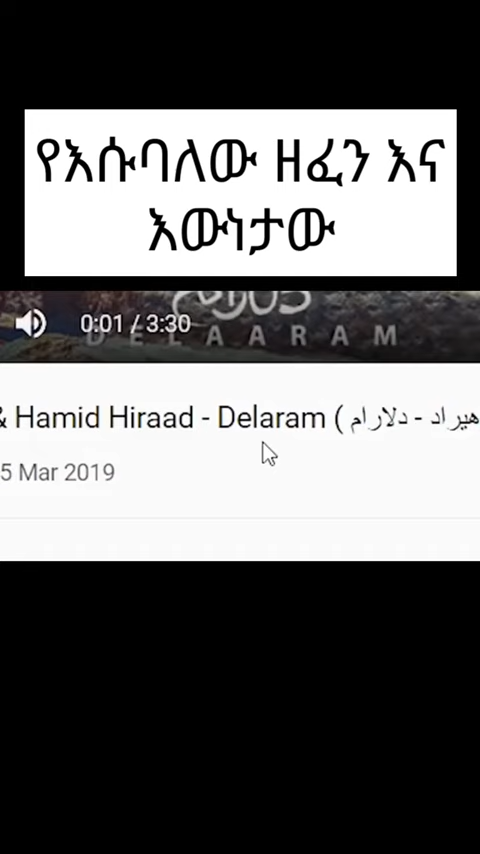 የእሱባለው ዘፈን እና
እውነታው
0:01 / 3:30
DELAARAM
& Hamid Hiraad - Delaram ( هیراد - دلارام
5 Mar 2019